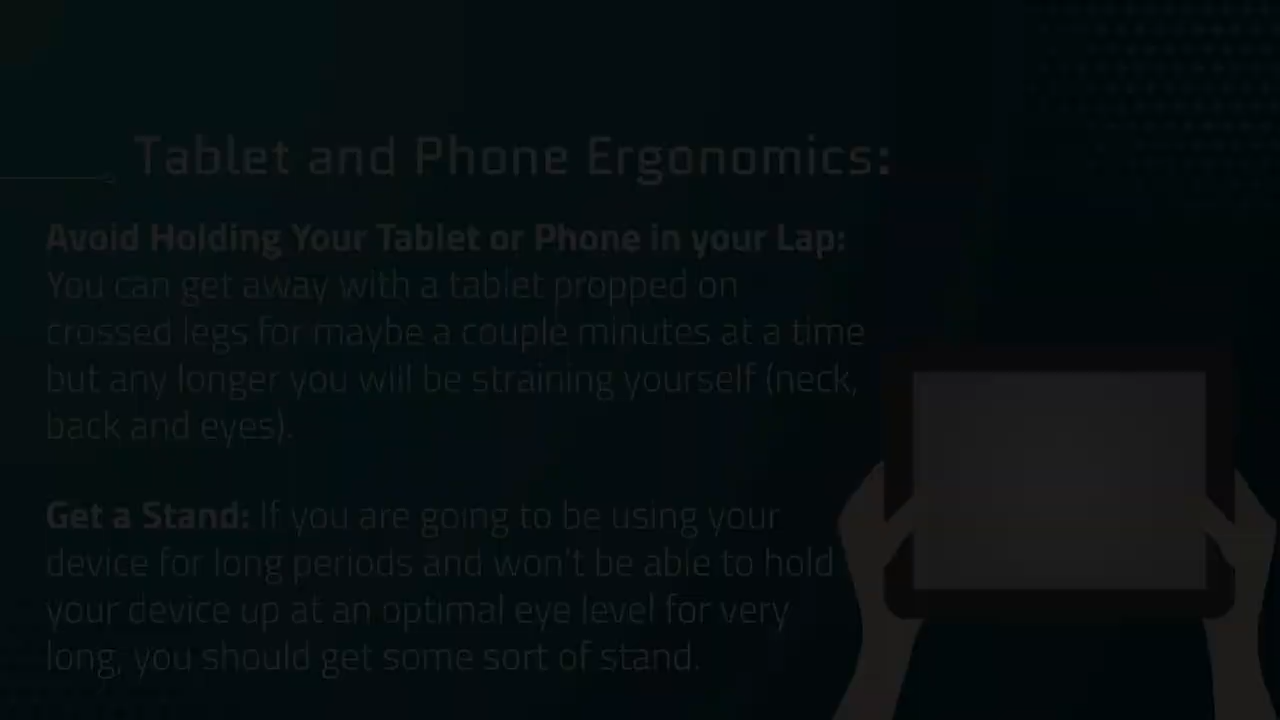 Tablet and Phone Ergonomics:
Avoid Holding Your Tablet or Phone in your Lap:
You can get away with a tablet propped on
crossed legs for maybe a couple minutes at a time
but any longer you will be straining yourself (neck,
back and eyes).
Get a Stand: If you are going to be using your
device for long periods and won't be able to hold
your device up at an optimal eye level for very
long, you should get some sort of stand.